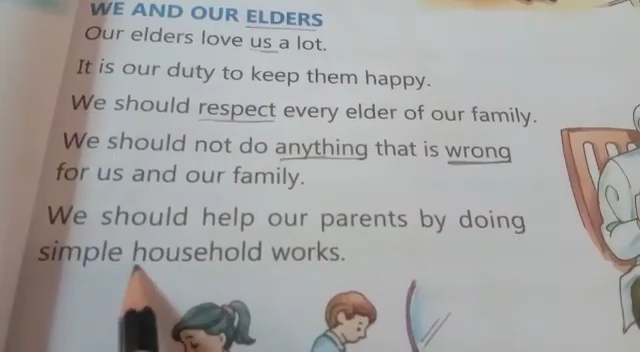 WE AND OUR ELDERS
Our elders love us a lot.
It is our duty to keep them happy.
We should respect every elder of our family.
We should not do anything that is wrong
for us and our family.
We should help our parents by doing
simple household works.